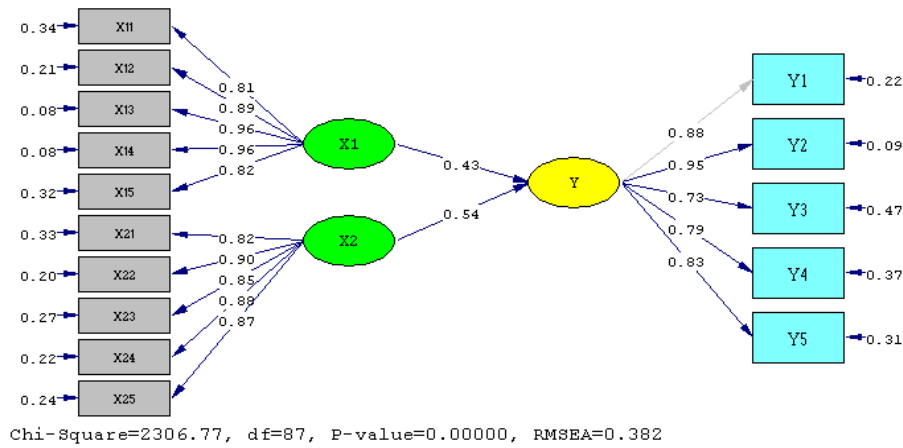 0.34 X11
0.21 X12
0.08 X13
0.08 X14
0.32 X15
0.33 X21
0.20 X22
0.27 X23
0.22 X24
0.24 X25
0.81
0.89
0.96
0.96
0.82
0.82
0.90
0.85
0.88
0.87
X1
X2
0.43
0.54
Y
0.88
0.95
0.73
0.79
0.83
Y1 0.22
Y2 0.09
Y3 0.47
Y4 0.37
Y5 0.31
Chi-Square=2306.77, df=87, P-value=0.00000, RMSEA=0.382